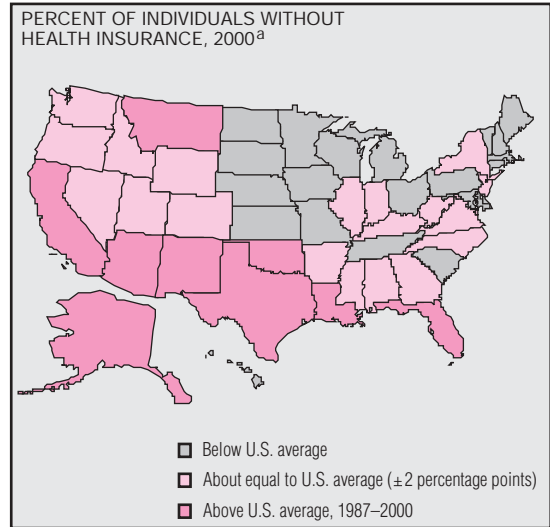 PERCENT OF INDIVIDUALS WITHOUT
HEALTH INSURANCE, 2000ᵃ
Below U.S. average
About equal to U.S. average (±2 percentage points)
Above U.S. average, 1987–2000